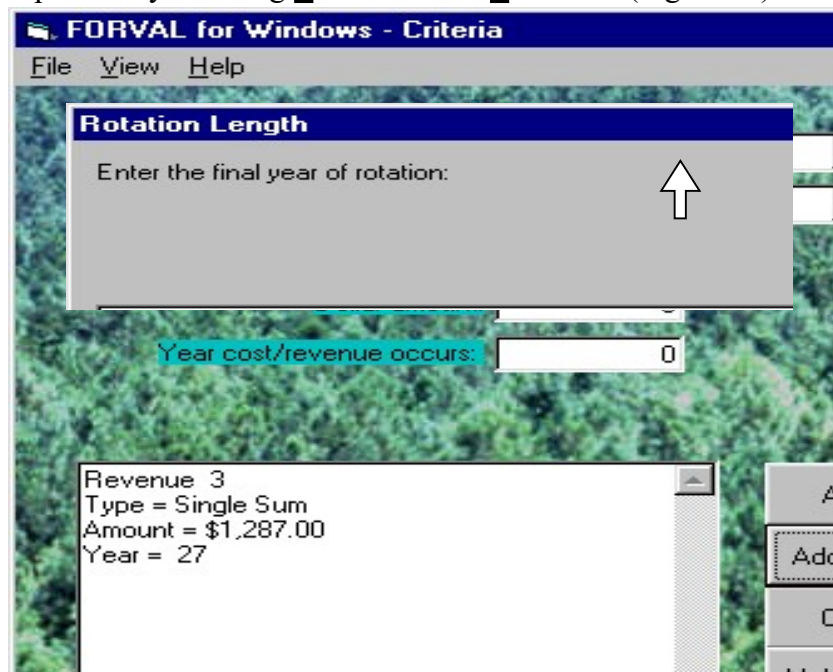 FORVAL for Windows - Criteria
File View Help
Rotation Length
Enter the final year of rotation:
Year cost/revenue occurs: 0
Revenue 3
Type = Single Sum
Amount = $1,287.00
Year = 27
Add